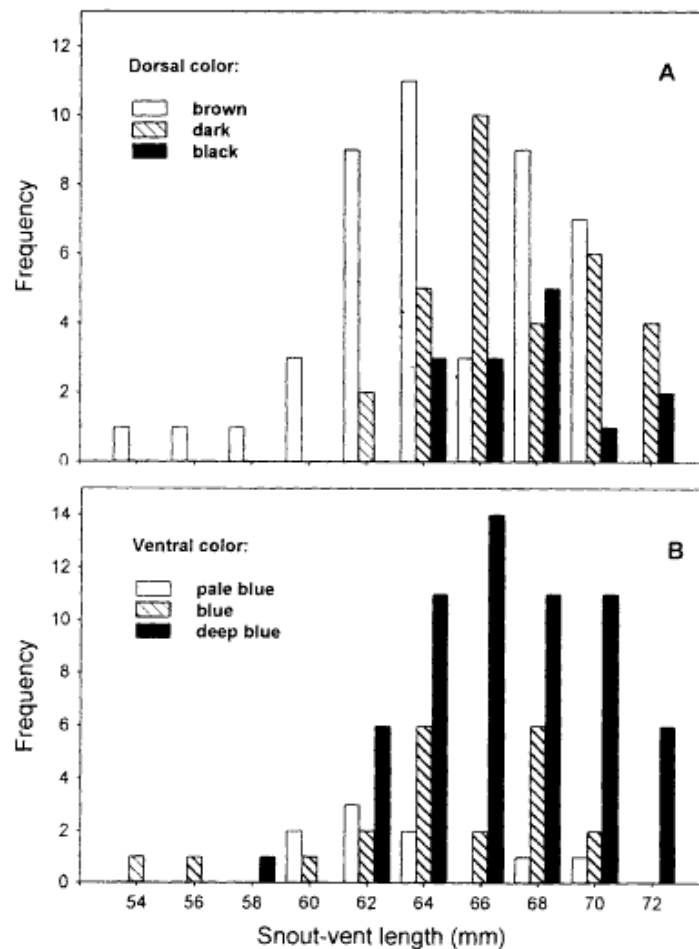 12
Dorsal color:
A
brown
10
dark
black
8
Frequency
6
4
2
0
14
Ventral color:
B
12
pale blue
blue
10
deep blue
8
Frequency
6
4
2
0
54 56 58 60 62 64 66 68 70 72
Snout-vent length (mm)